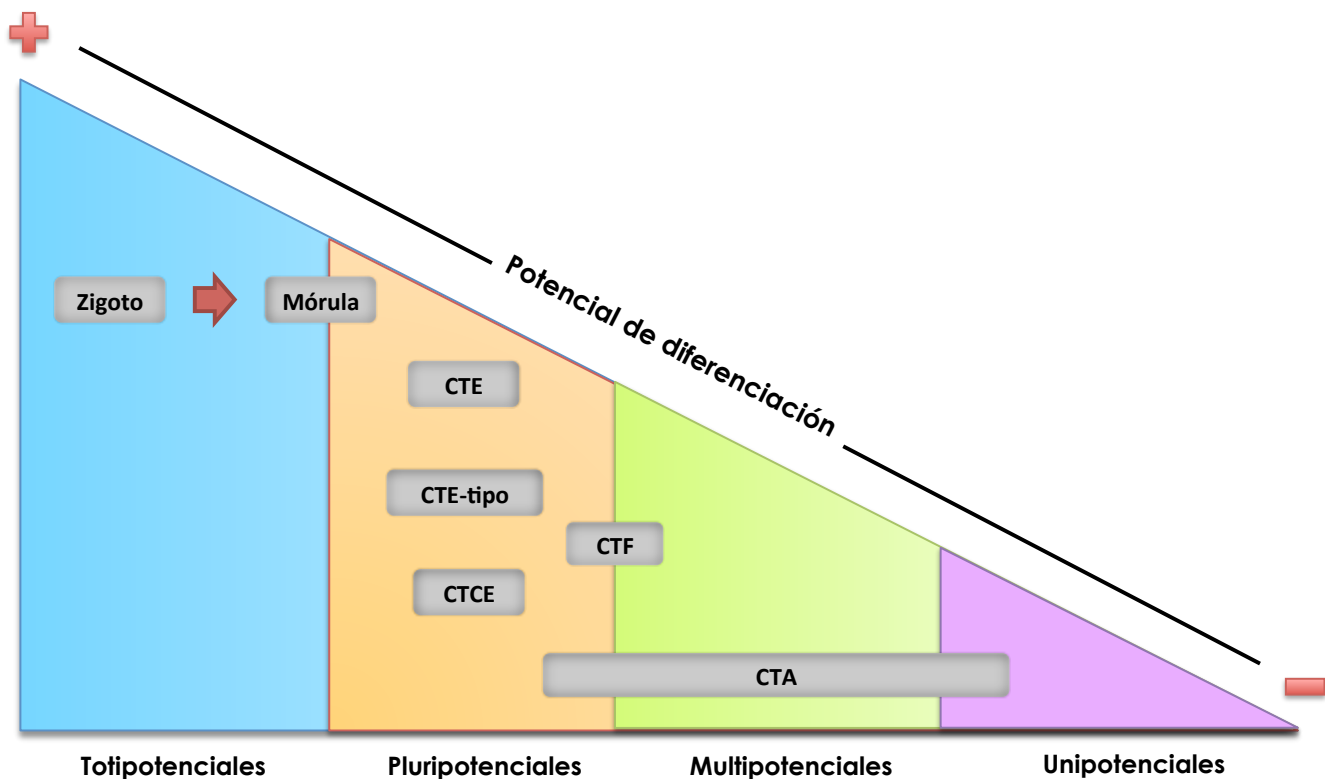 Potencial de diferenciación
Zigoto
Mórula
CTE
CTE-tipo
CTF
CTCE
CTA
Totipotenciales
Pluripotenciales
Multipotenciales
Unipotenciales